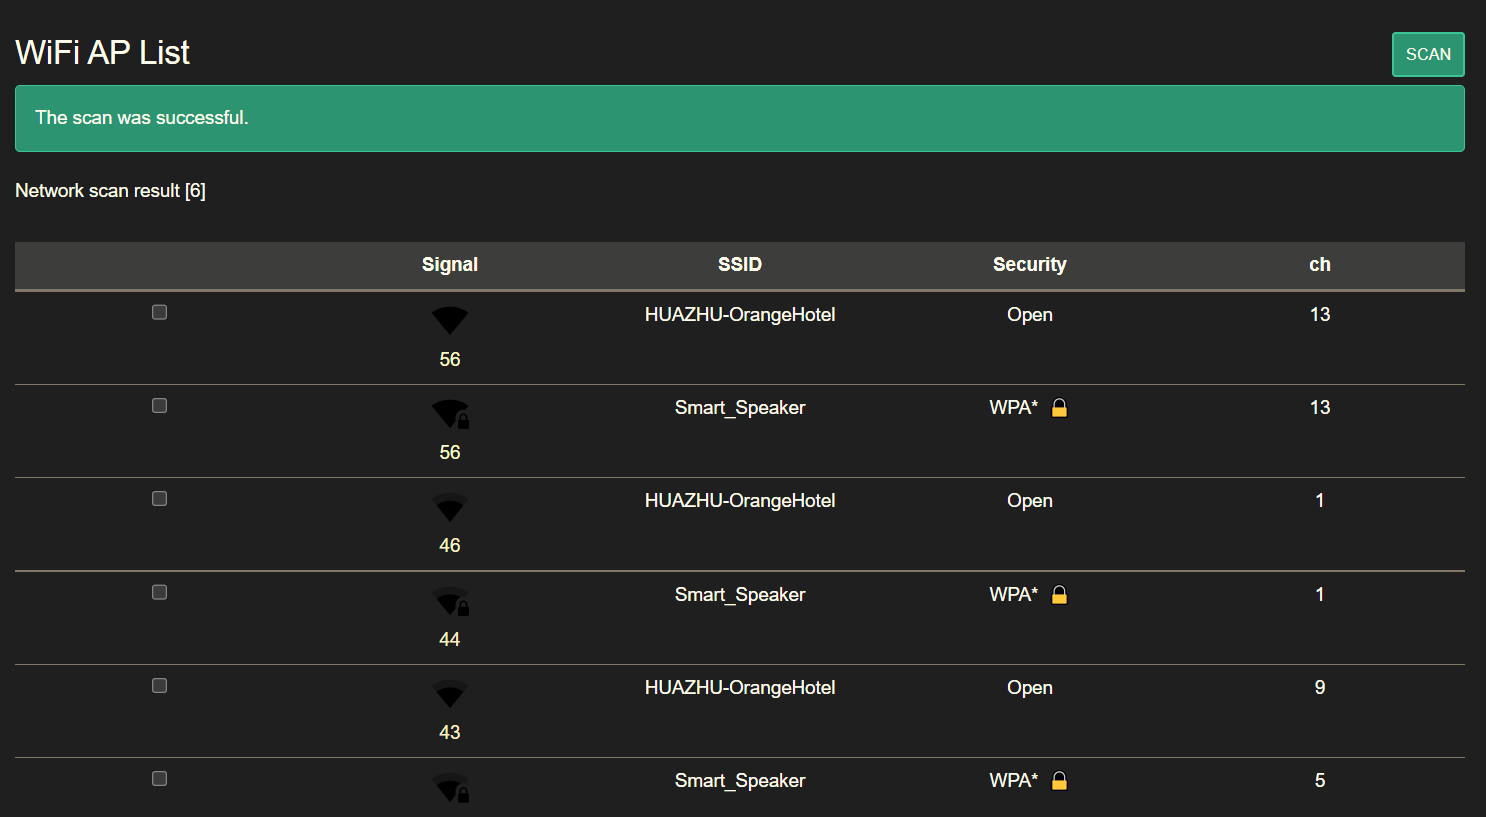 WiFi AP List
SCAN
The scan was successful.
Network scan result [6]
Signal SSID Security ch
HUAZHU-OrangeHotel Open 13
56
Smart_Speaker WPA* 13
56
HUAZHU-OrangeHotel Open 1
46
Smart_Speaker WPA* 1
44
HUAZHU-OrangeHotel Open 9
43
Smart_Speaker WPA* 5